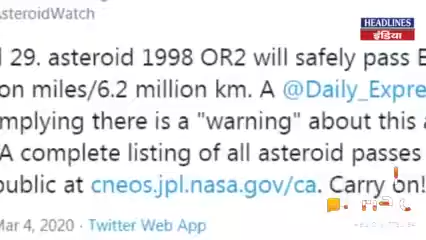 AsteroidWatch
HEADLINES
इंडिया
29. asteroid 1998 OR2 will safely pass
on miles/6.2 million km. A @Daily_Expre
mplying there is a "warning" about this a
A complete listing of all asteroid passes
public at cneos.jpl.nasa.gov/ca. Carry on!
Mar 4, 2020 · Twitter Web App